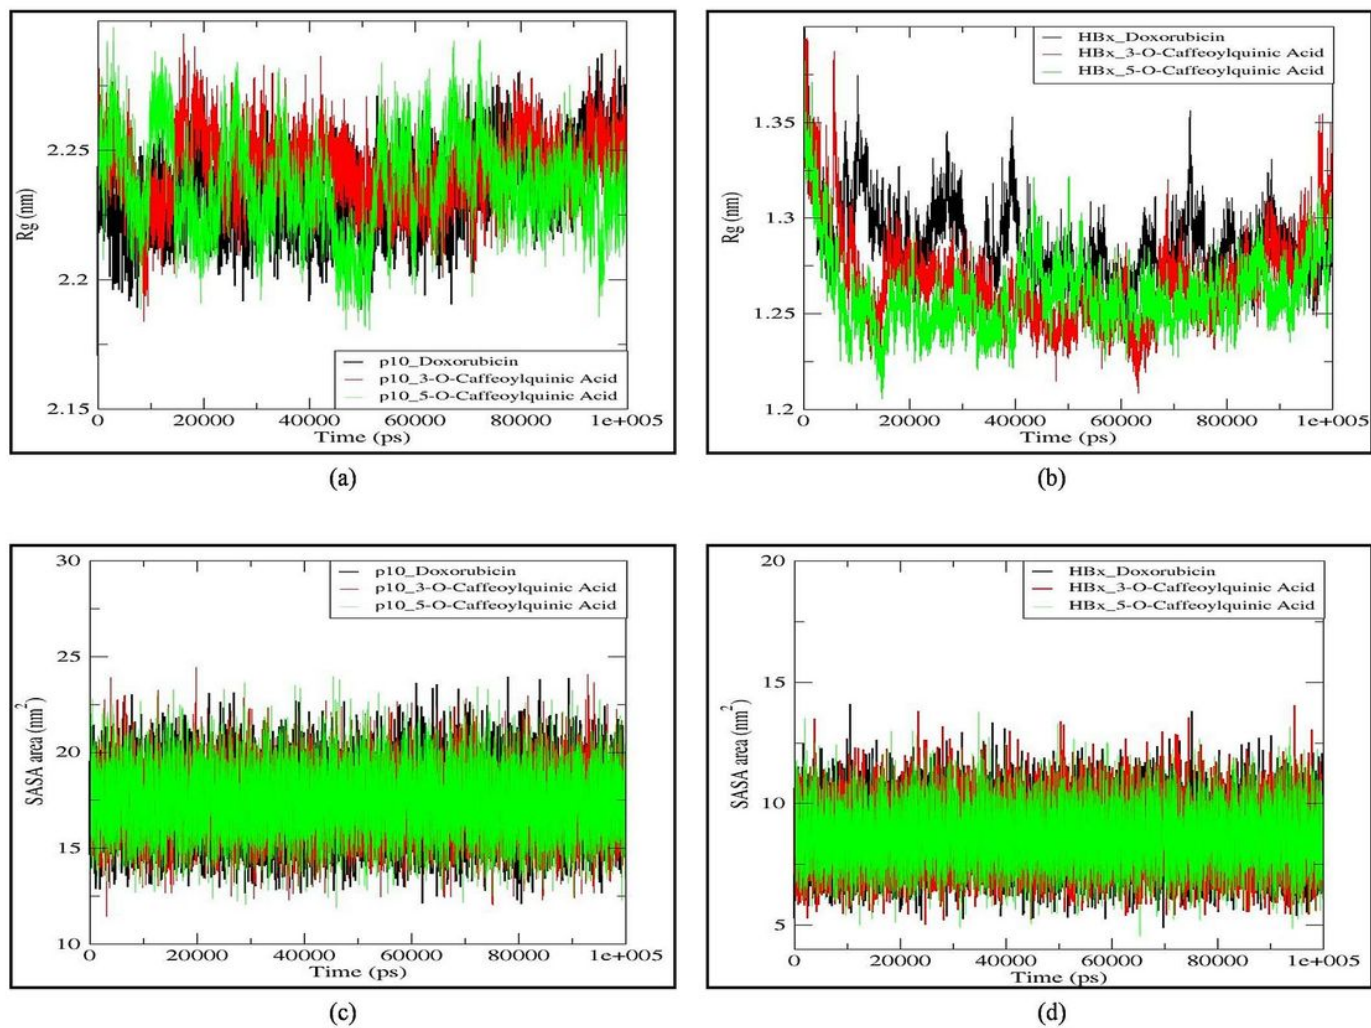 p10_Doxorubicin
p10_3-O-Caffeoylquinic Acid
p10_5-O-Caffeoylquinic Acid
Rg (nm)
2.25
2.2
2.15
0 20000 40000 60000 80000 1e+005
Time (ps)
(a)
HBx_Doxorubicin
HBx_3-O-Caffeoylquinic Acid
HBx_5-O-Caffeoylquinic Acid
Rg (nm)
1.35
1.3
1.25
1.2
0 20000 40000 60000 80000 1e+005
Time (ps)
(b)
p10_Doxorubicin
p10_3-O-Caffeoylquinic Acid
p10_5-O-Caffeoylquinic Acid
SASA area (nm²)
30
25
20
15
10
0 20000 40000 60000 80000 1e+005
Time (ps)
(c)
HBx_Doxorubicin
HBx_3-O-Caffeoylquinic Acid
HBx_5-O-Caffeoylquinic Acid
SASA area (nm²)
20
15
10
5
0 20000 40000 60000 80000 1e+005
Time (ps)
(d)